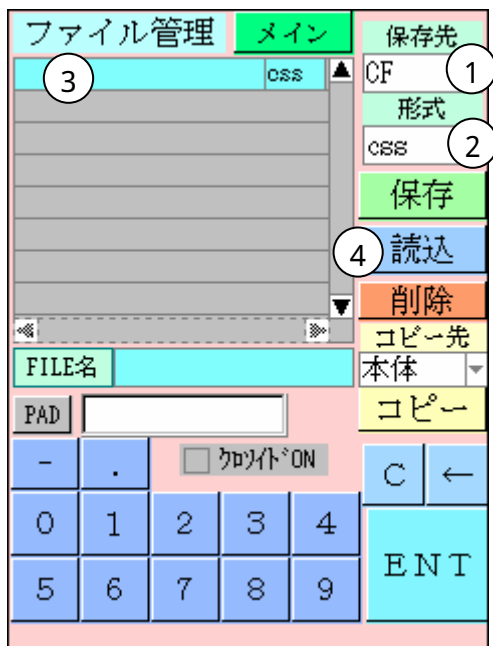 ファイル管理 メイン 保存先
3 css CF 1
形式
css 2
保存
4 読込
削除
コピー先
FILE名 本体
PAD コピー
- . クロソイドON C ←
0 1 2 3 4
ENT
5 6 7 8 9